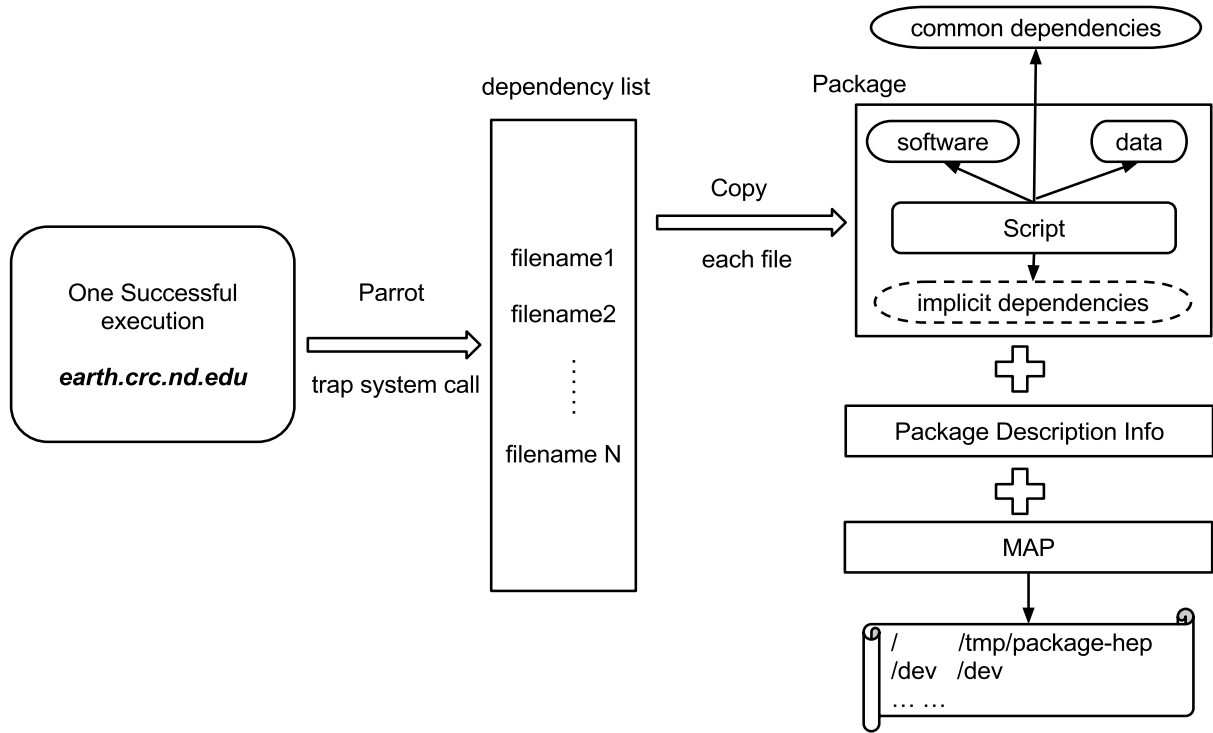 One Successful
execution
earth.crc.nd.edu
Parrot
trap system call
dependency list
filename1
filename2
......
filename N
Copy
each file
common dependencies
Package
software
data
Script
implicit dependencies
Package Description Info
MAP
/ /tmp/package-hep
/dev /dev
... ...